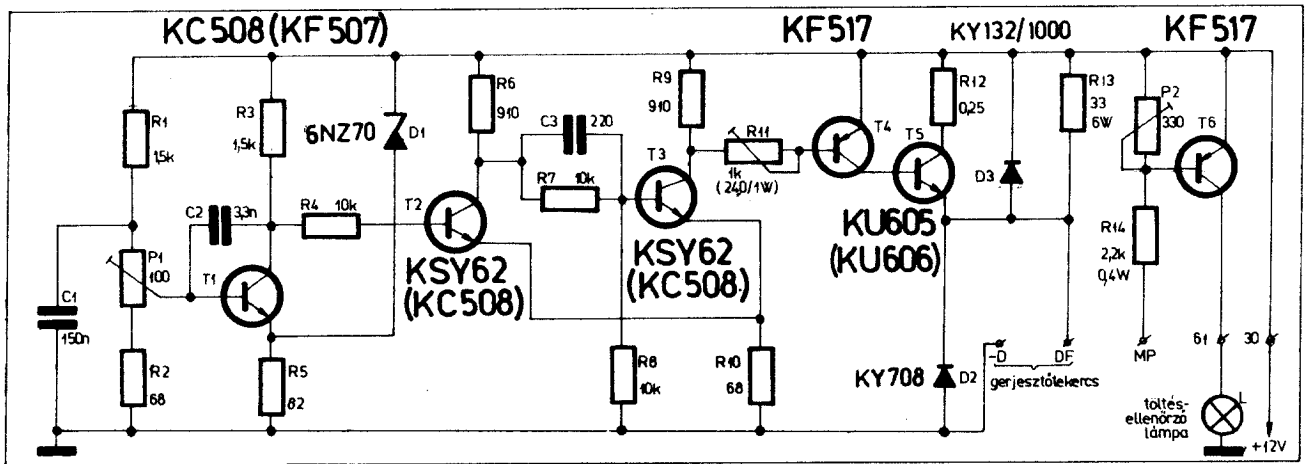 KC508(KF507)
KF517
KY132/1000
KF517
R1
1,5k
R3
1,5k
6NZ70
D1
R6
910
C3
220
R9
910
R11
1k
(240/1W)
T4
T5
R12
0,25
R13
33
6W
P2
330
T6
C2
3,3n
R4
10k
T2
R7
10k
T3
D3
KU605
(KU606)
R14
2,2k
0,4W
P1
100
T1
KSY62
(KC508)
KSY62
(KC508)
C1
150n
R2
68
R5
82
R8
10k
R10
68
KY708
D2
-D
DF
gerjesztőtekercs
MP
61
30
töltés-
ellenőrző
lámpa
L
+12V